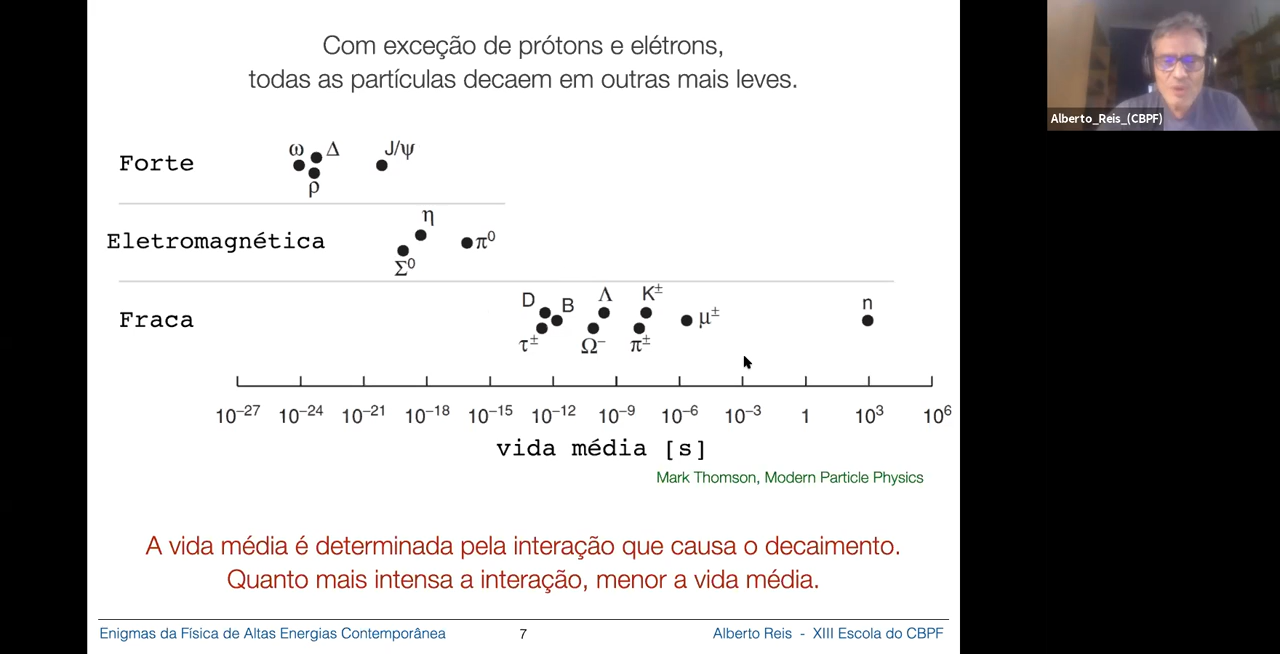 Com exceção de prótons e elétrons,
todas as partículas decaem em outras mais leves.
Alberto_Reis_(CBPF)
Forte
ω Δ J/ψ
ρ
η
Eletromagnética
π⁰
Σ⁰
D B Λ K±
n
Fraca
μ±
τ± Ω⁻ π±
10⁻²⁷ 10⁻²⁴ 10⁻²¹ 10⁻¹⁸ 10⁻¹⁵ 10⁻¹² 10⁻⁹ 10⁻⁶ 10⁻³ 1 10³ 10⁶
vida média [s]
Mark Thomson, Modern Particle Physics
A vida média é determinada pela interação que causa o decaimento.
Quanto mais intensa a interação, menor a vida média.
Enigmas da Física de Altas Energias Contemporânea 7 Alberto Reis - XIII Escola do CBPF